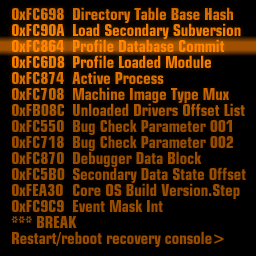 0xFC698 Directory Table Base Hash
0xFC90A Load Secondary Subversion
0xFC864 Profile Database Commit
0xFC6D8 Profile Loaded Module
0xFC874 Active Process
0xFC708 Machine Image Type Mux
0xFB08C Unloaded Drivers Offset List
0xFC550 Bug Check Parameter 001
0xFC718 Bug Check Parameter 002
0xFC870 Debugger Data Block
0xFC5B0 Secondary Data State Offset
0xFEA30 Core OS Build Version.Step
0xFC9C9 Event Mask Int
*** BREAK
Restart/reboot recovery console>